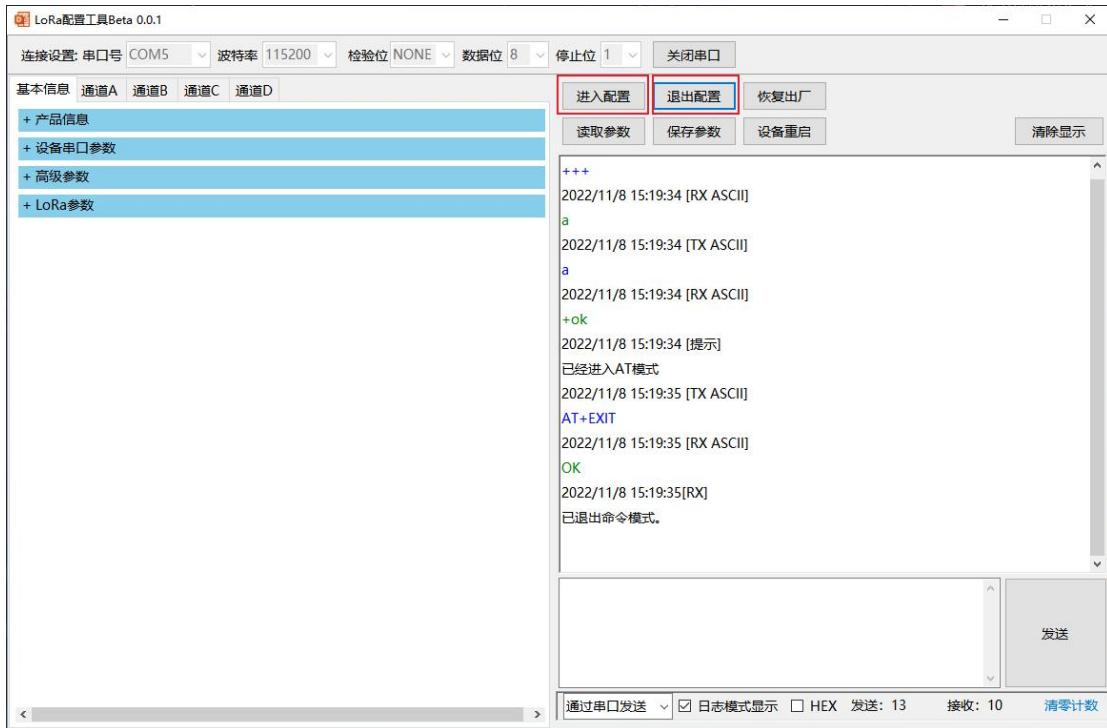 LoRa配置工具Beta 0.0.1
连接设置: 串口号 COM5 波特率 115200 检验位 NONE 数据位 8 停止位 1 关闭串口
基本信息 通道A 通道B 通道C 通道D
+ 产品信息
+ 设备串口参数
+ 高级参数
+ LoRa参数
进入配置 退出配置 恢复出厂
读取参数 保存参数 设备重启 清除显示
+++
2022/11/8 15:19:34 [RX ASCII]
a
2022/11/8 15:19:34 [TX ASCII]
a
2022/11/8 15:19:34 [RX ASCII]
+ok
2022/11/8 15:19:34 [提示]
已经进入AT模式
2022/11/8 15:19:35 [TX ASCII]
AT+EXIT
2022/11/8 15:19:35 [RX ASCII]
OK
2022/11/8 15:19:35[RX]
已退出命令模式。
发送
通过串口发送 日志模式显示 HEX 发送: 13 接收: 10 清零计数